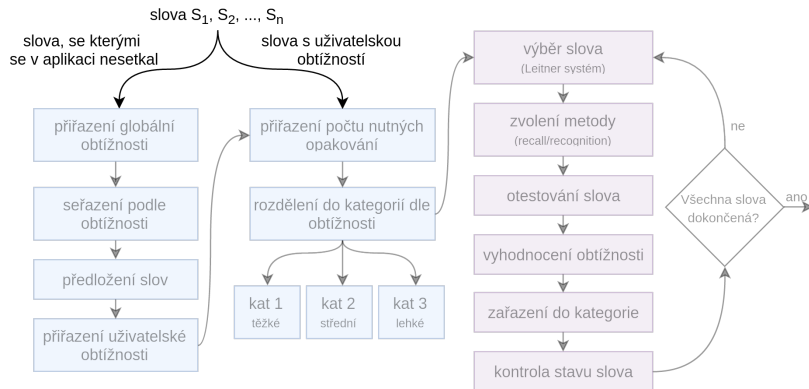 slova S1, S2, ..., Sn
slova, se kterými
se v aplikaci nesetkal
slova s uživatelskou
obtížností
přiřazení globální
obtížnosti
seřazení podle
obtížnosti
předložení slov
přiřazení uživatelské
obtížnosti
přiřazení počtu nutných
opakování
rozdělení do kategorií dle
obtížnosti
kat 1
těžké
kat 2
střední
kat 3
lehké
výběr slova
(Leitner systém)
zvolení metody
(recall/recognition)
otestování slova
vyhodnocení obtížnosti
zařazení do kategorie
kontrola stavu slova
Všechna slova
dokončená?
ne
ano